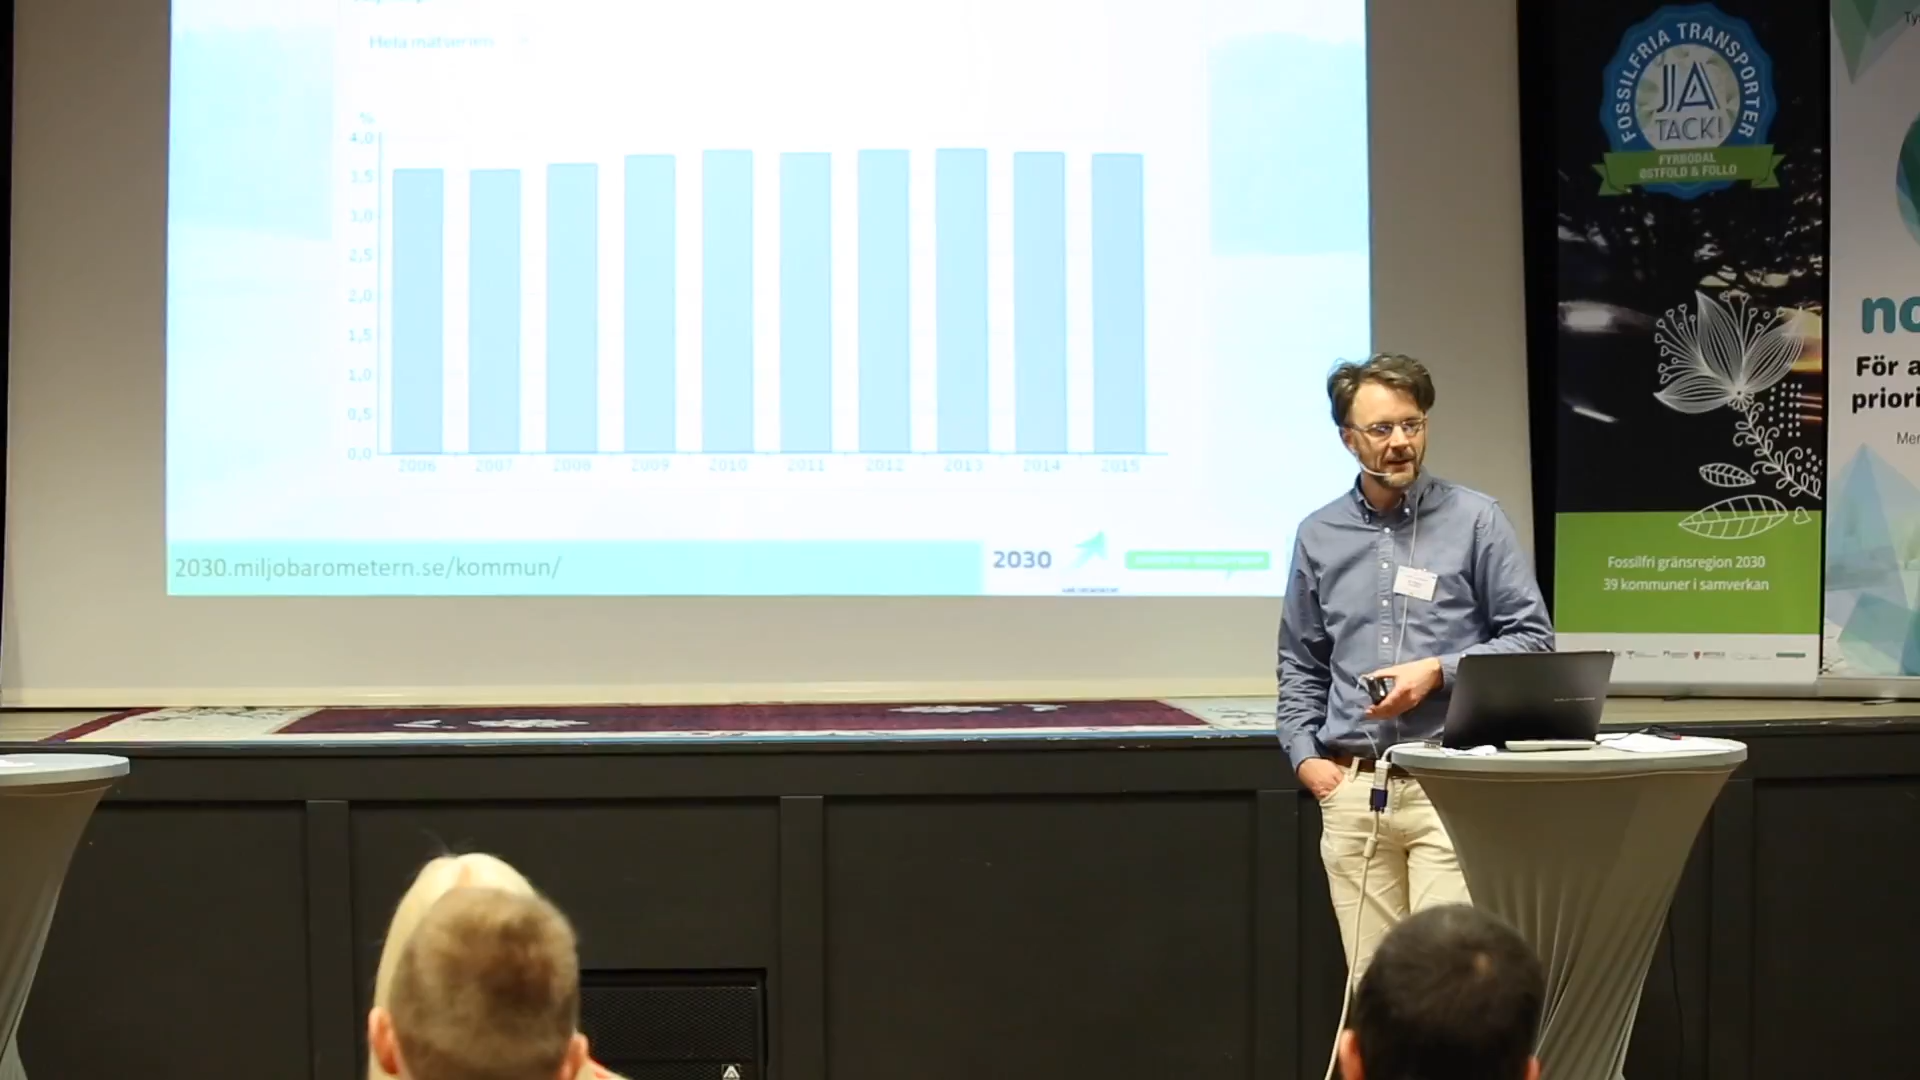 Hela mätserien
%
4,0
3,5
3,0
2,5
2,0
1,5
1,0
0,5
0,0
2006 2007 2008 2009 2010 2011 2012 2013 2014 2015
2030.miljobarometern.se/kommun/
2030
FOSSILFRIA TRANSPORTER
JA
TACK!
FYRBODAL
ØSTFOLD & FOLLO
Fossilfri gränsregion 2030
39 kommuner i samverkan
För
priori